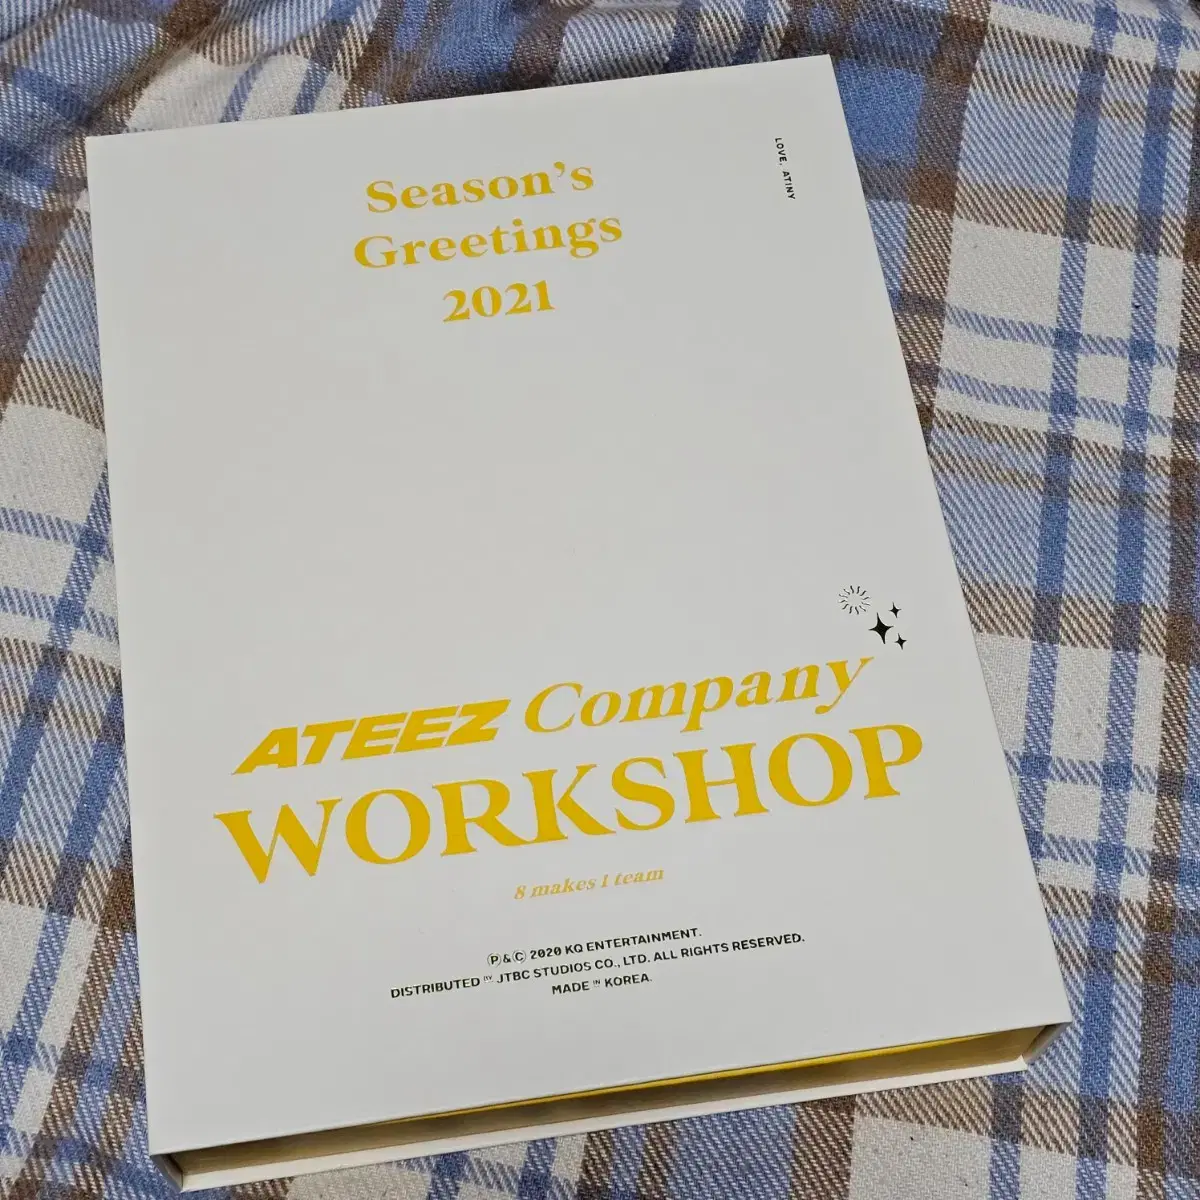 Season's
Greetings
2021
LOVE, ATINY
ATEEZ Company
WORKSHOP
8 makes 1 team
Ⓟ&Ⓒ 2020 KQ ENTERTAINMENT.
DISTRIBUTED BY JTBC STUDIOS CO., LTD. ALL RIGHTS RESERVED.
MADE IN KOREA.